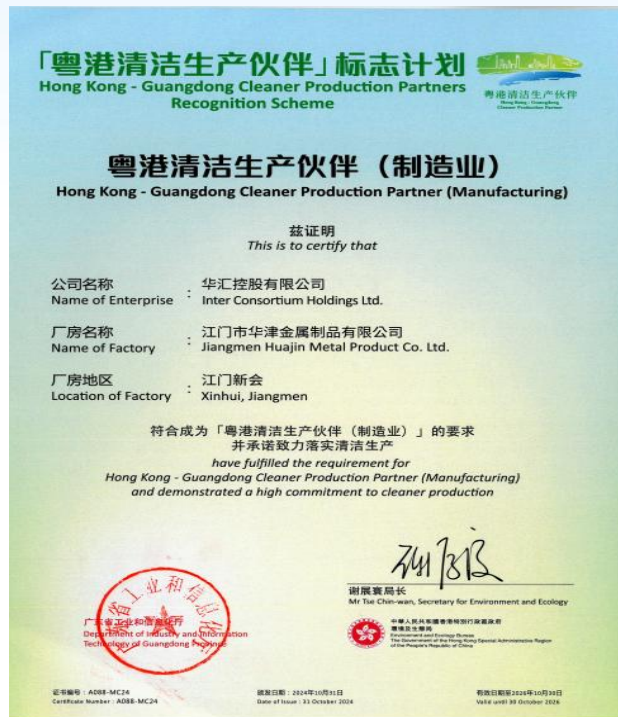 「粤港清洁生产伙伴」标志计划
Hong Kong - Guangdong Cleaner Production Partners
Recognition Scheme
粤港清潔生产伙伴
Hong Kong - Guangdong
Cleaner Production Partner
粤港清洁生产伙伴（制造业）
Hong Kong - Guangdong Cleaner Production Partner (Manufacturing)
兹证明
This is to certify that
公司名称 : 华汇控股有限公司
Name of Enterprise Inter Consortium Holdings Ltd.
厂房名称 : 江门市华津金属制品有限公司
Name of Factory Jiangmen Huajin Metal Product Co. Ltd.
厂房地区 : 江门新会
Location of Factory Xinhui, Jiangmen
符合成为「粤港清洁生产伙伴（制造业）」的要求
并承诺致力落实清洁生产
have fulfilled the requirement for
Hong Kong - Guangdong Cleaner Production Partner (Manufacturing)
and demonstrated a high commitment to cleaner production
广东省工业和信息化厅
Department of Industry and Information
Technology of Guangdong Province
谢展寰局长
Mr Tse Chin-wan, Secretary for Environment and Ecology
中華人民共和國香港特別行政區政府
環境及生態局
Environment and Ecology Bureau
The Government of the Hong Kong Special Administrative Region
of the People's Republic of China
证书编号 : A088-MC24
Certificate Number : A088-MC24
颁发日期 : 2024年10月31日
Date of Issue : 31 October 2024
有效日期至2026年10月30日
Valid until 30 October 2026